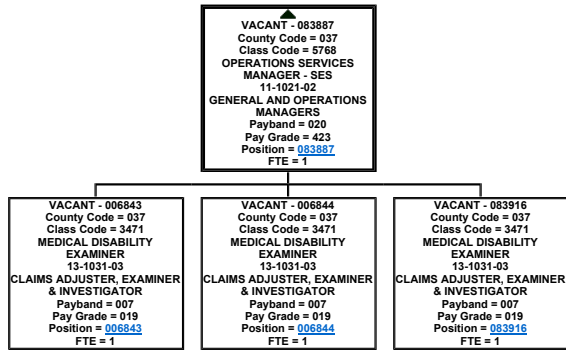 VACANT - 083887
County Code = 037
Class Code = 5768
OPERATIONS SERVICES
MANAGER - SES
11-1021-02
GENERAL AND OPERATIONS
MANAGERS
Payband = 020
Pay Grade = 423
Position = 083887
FTE = 1
VACANT - 006843
County Code = 037
Class Code = 3471
MEDICAL DISABILITY
EXAMINER
13-1031-03
CLAIMS ADJUSTER, EXAMINER
& INVESTIGATOR
Payband = 007
Pay Grade = 019
Position = 006843
FTE = 1
VACANT - 006844
County Code = 037
Class Code = 3471
MEDICAL DISABILITY
EXAMINER
13-1031-03
CLAIMS ADJUSTER, EXAMINER
& INVESTIGATOR
Payband = 007
Pay Grade = 019
Position = 006844
FTE = 1
VACANT - 083916
County Code = 037
Class Code = 3471
MEDICAL DISABILITY
EXAMINER
13-1031-03
CLAIMS ADJUSTER, EXAMINER
& INVESTIGATOR
Payband = 007
Pay Grade = 019
Position = 083916
FTE = 1